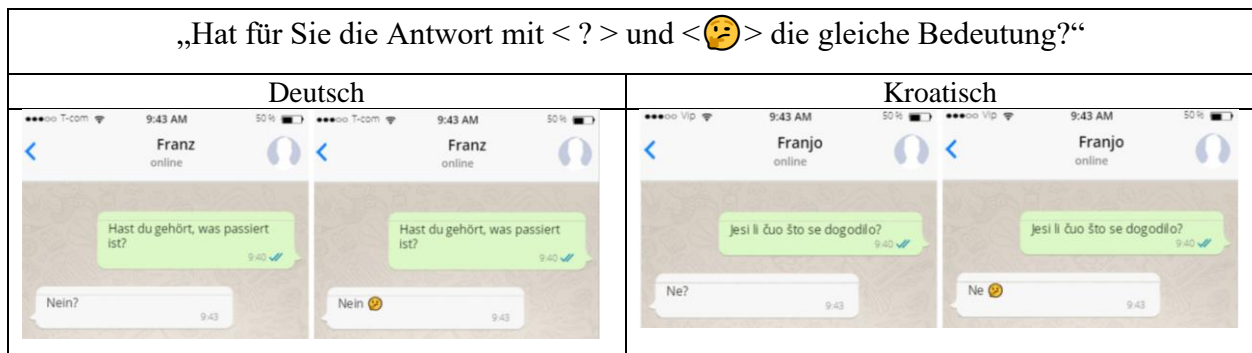 „Hat für Sie die Antwort mit < ? > und <🤔> die gleiche Bedeutung?“
Deutsch
Kroatisch
●●●○○ T-com 9:43 AM 50 %
Franz
online
Hast du gehört, was passiert
ist?
9:40
Nein?
9:43
●●●○○ T-com 9:43 AM 50 %
Franz
online
Hast du gehört, was passiert
ist?
9:40
Nein 🤔
9:43
●●●○○ Vip 9:43 AM 50 %
Franjo
online
Jesi li čuo što se dogodilo?
9:40
Ne?
9:43
●●●○○ Vip 9:43 AM 50 %
Franjo
online
Jesi li čuo što se dogodilo?
9:40
Ne 🤔
9:43